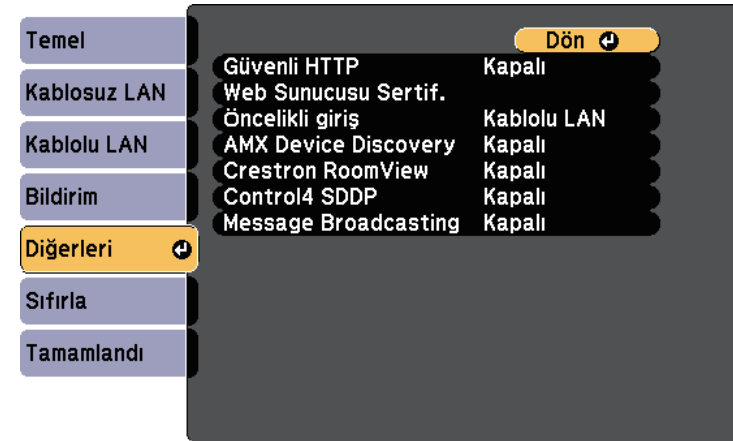 Temel
Kablosuz LAN
Kablolu LAN
Bildirim
Diğerleri
Sıfırla
Tamamlandı
Dön
Güvenli HTTP Kapalı
Web Sunucusu Sertif.
Öncelikli giriş Kablolu LAN
AMX Device Discovery Kapalı
Crestron RoomView Kapalı
Control4 SDDP Kapalı
Message Broadcasting Kapalı